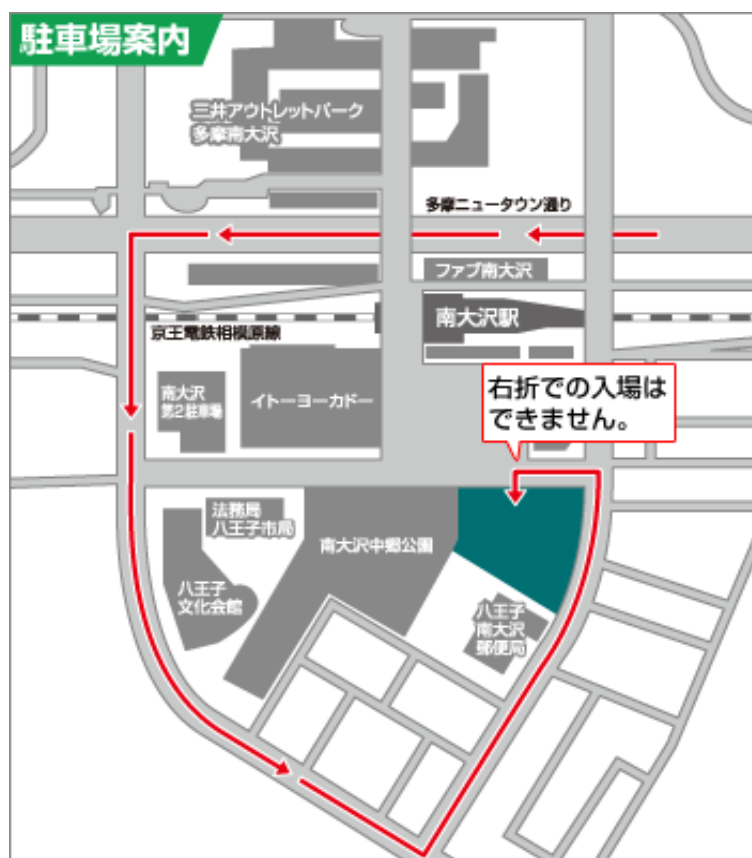 駐車場案内
三井アウトレットパーク
多摩南大沢
多摩ニュータウン通り
ファブ南大沢
南大沢駅
京王電鉄相模原線
南大沢
第2駐車場
イトーヨーカドー
右折での入場は
できません。
法務局
八王子市局
南大沢中郷公園
八王子
文化会館
八王子
南大沢
郵便局